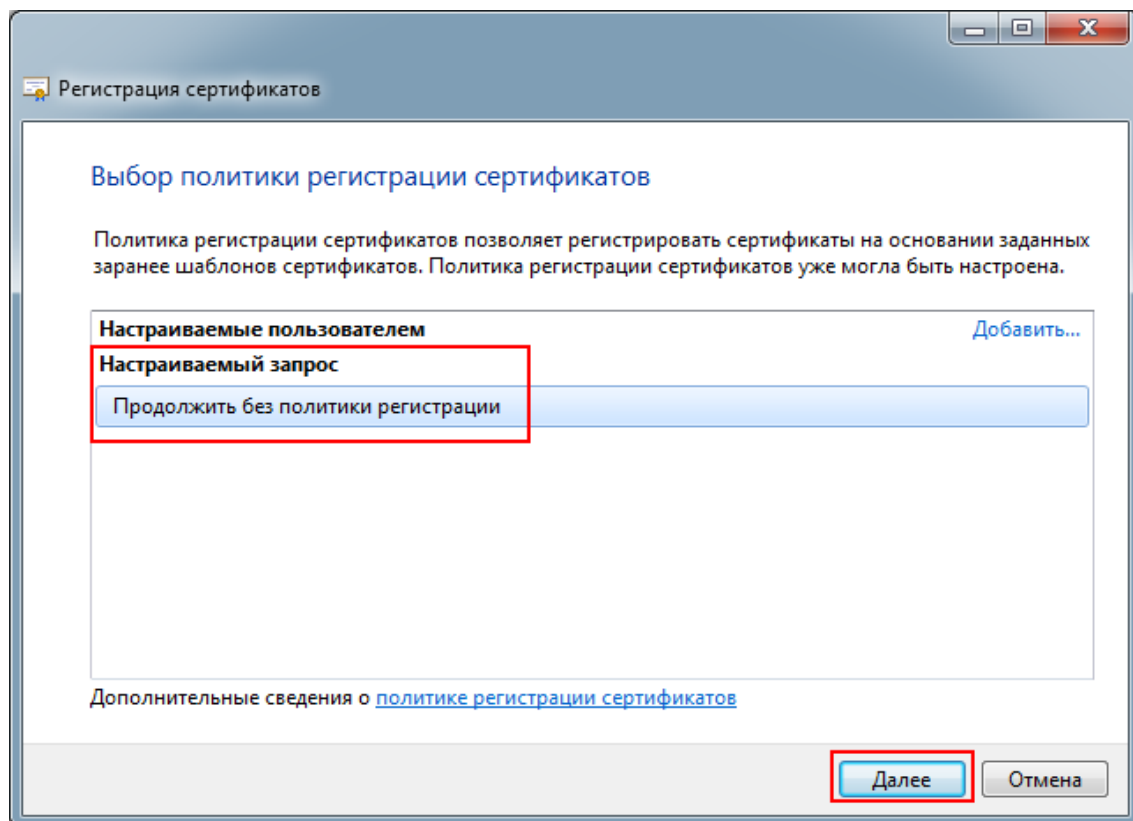 Регистрация сертификатов
Выбор политики регистрации сертификатов
Политика регистрации сертификатов позволяет регистрировать сертификаты на основании заданных
заранее шаблонов сертификатов. Политика регистрации сертификатов уже могла быть настроена.
Настраиваемые пользователем Добавить...
Настраиваемый запрос
Продолжить без политики регистрации
Дополнительные сведения о политике регистрации сертификатов
Далее Отмена